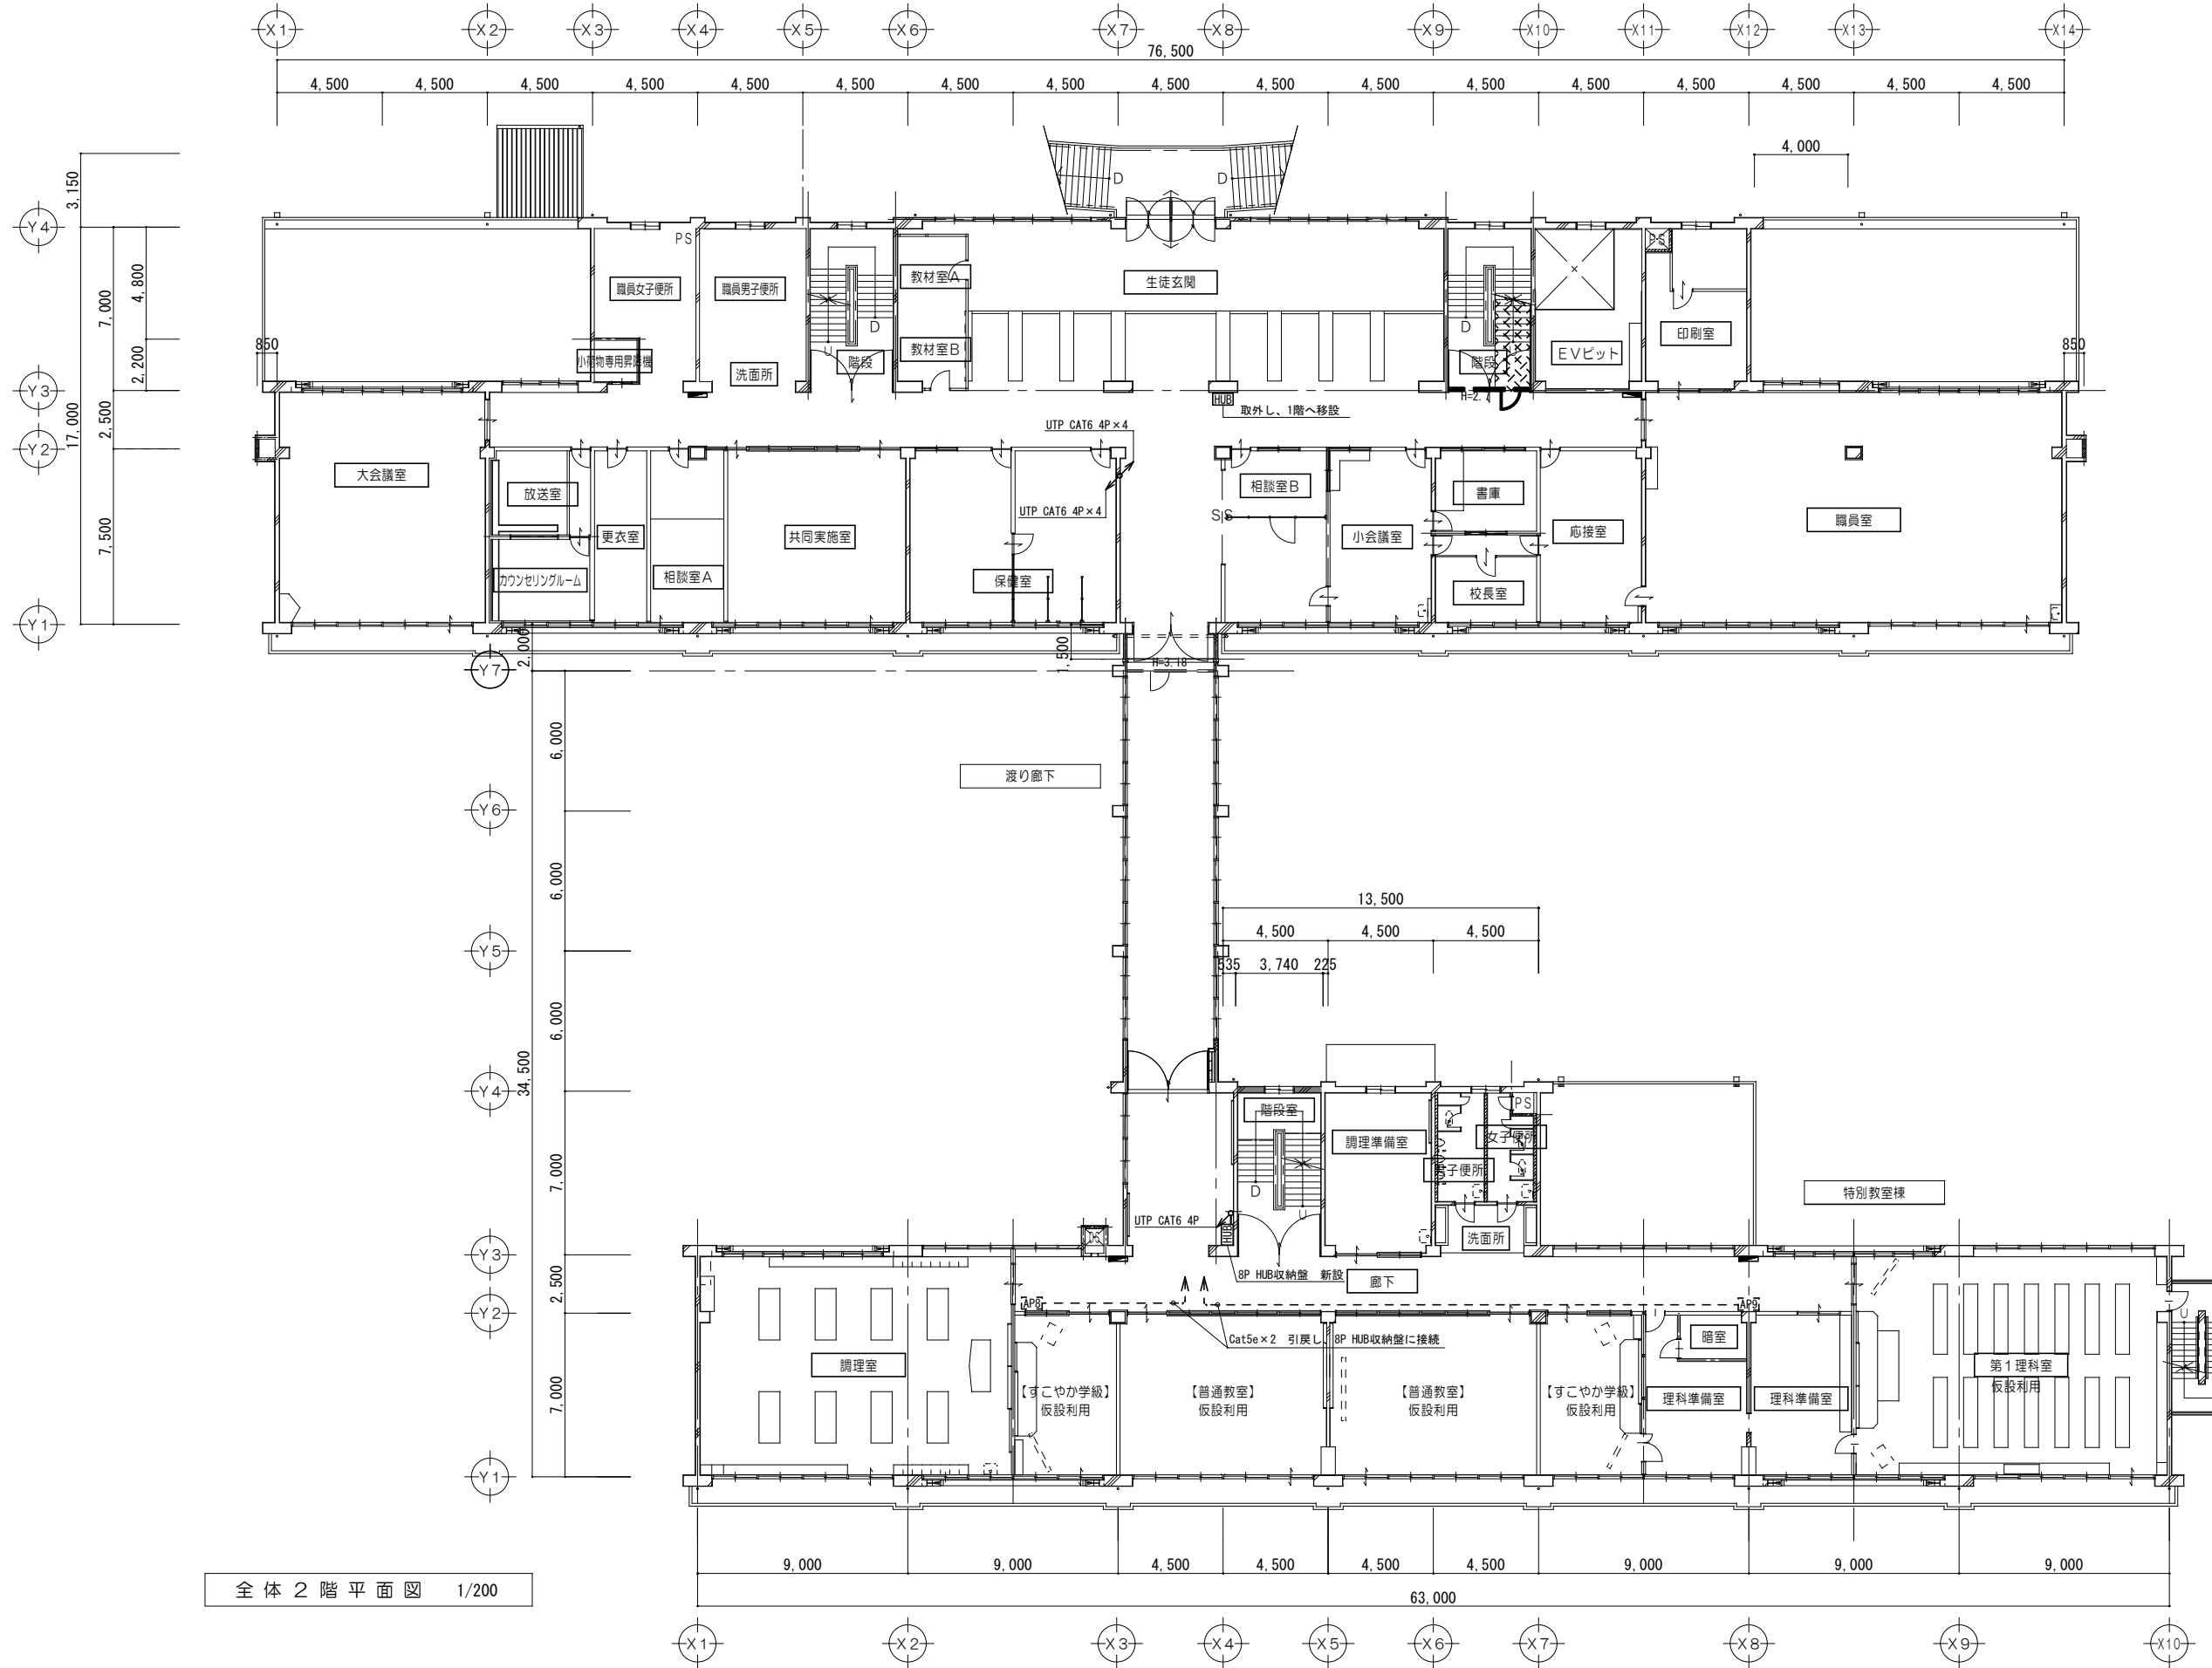 X1 X2 X3 X4 X5 X6 X7 X8 X9 X10 X11 X12 X13 X14
76,500
4,500 4,500 4,500 4,500 4,500 4,500 4,500 4,500 4,500 4,500 4,500 4,500 4,500 4,500 4,500 4,500 4,500
4,000
3,150
D D
Y4
PS PS
4,800
7,000
教材室A
生徒玄関
職員女子便所 職員男子便所
D D
印刷室
850
2,200
小荷物専用昇降機
洗面所
U
階段
教材室B
階段
EVピット
850
Y3
H=2.
HUB
取外し、1階へ移設
17,000
2,500
UTP CAT6 4P×4
Y2
大会議室
放送室
相談室B
書庫
UTP CAT6 4P×4
SS
職員室
7,500
更衣室
共同実施室
小会議室
応接室
カウンセリングルーム
相談室A
保健室
校長室
Y1
2,000
1,500
H=3.18
Y7
6,000
渡り廊下
Y6
6,000
13,500
4,500 4,500 4,500
Y5
535 3,740 225
6,000
34,500
Y4
階段室
PS
調理準備室
女子便所
男子便所
7,000
D
特別教室棟
U
UTP CAT6 4P
HUB
洗面所
Y3
8P HUB収納盤 新設
廊下
2,500
AP8 AP9
Y2
U
Cat5e×2 引戻し、8P HUB収納盤に接続
暗室
調理室
第1理科室
仮設利用
7,000
【すこやか学級】
仮設利用
【普通教室】
仮設利用
【普通教室】
仮設利用
【すこやか学級】
仮設利用
理科準備室 理科準備室
Y1
9,000 9,000 4,500 4,500 4,500 4,500 9,000 9,000 9,000
全体2階平面図 1/200
63,000
X1 X2 X3 X4 X5 X6 X7 X8 X9 X10